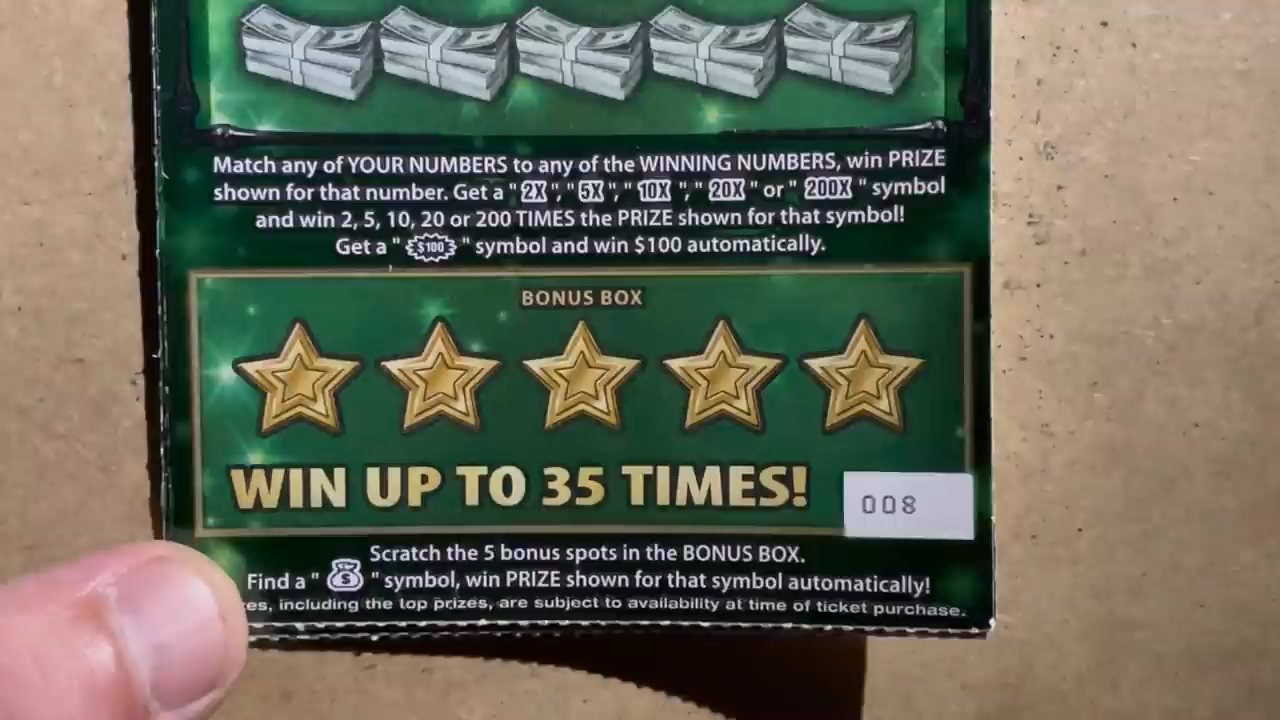 Match any of YOUR NUMBERS to any of the WINNING NUMBERS, win PRIZE
shown for that number. Get a "2X", "5X", "10X", "20X" or "200X" symbol
and win 2, 5, 10, 20 or 200 TIMES the PRIZE shown for that symbol!
Get a "$100" symbol and win $100 automatically.
BONUS BOX
WIN UP TO 35 TIMES!
008
Scratch the 5 bonus spots in the BONUS BOX.
Find a "$" symbol, win PRIZE shown for that symbol automatically!
including the top prizes, are subject to availability at time of ticket purchase.